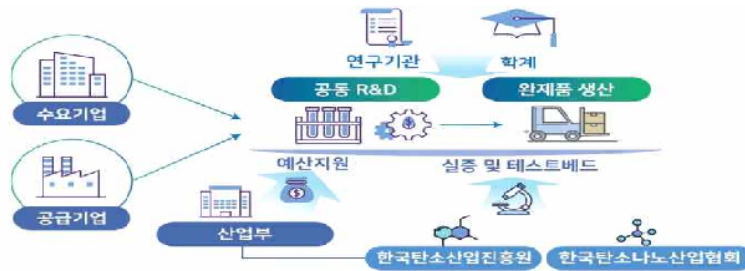 연구기관
학계
공동 R&D
완제품 생산
수요기업
예산지원
실증 및 테스트베드
공급기업
산업부
한국탄소산업진흥원
한국탄소나노산업협회